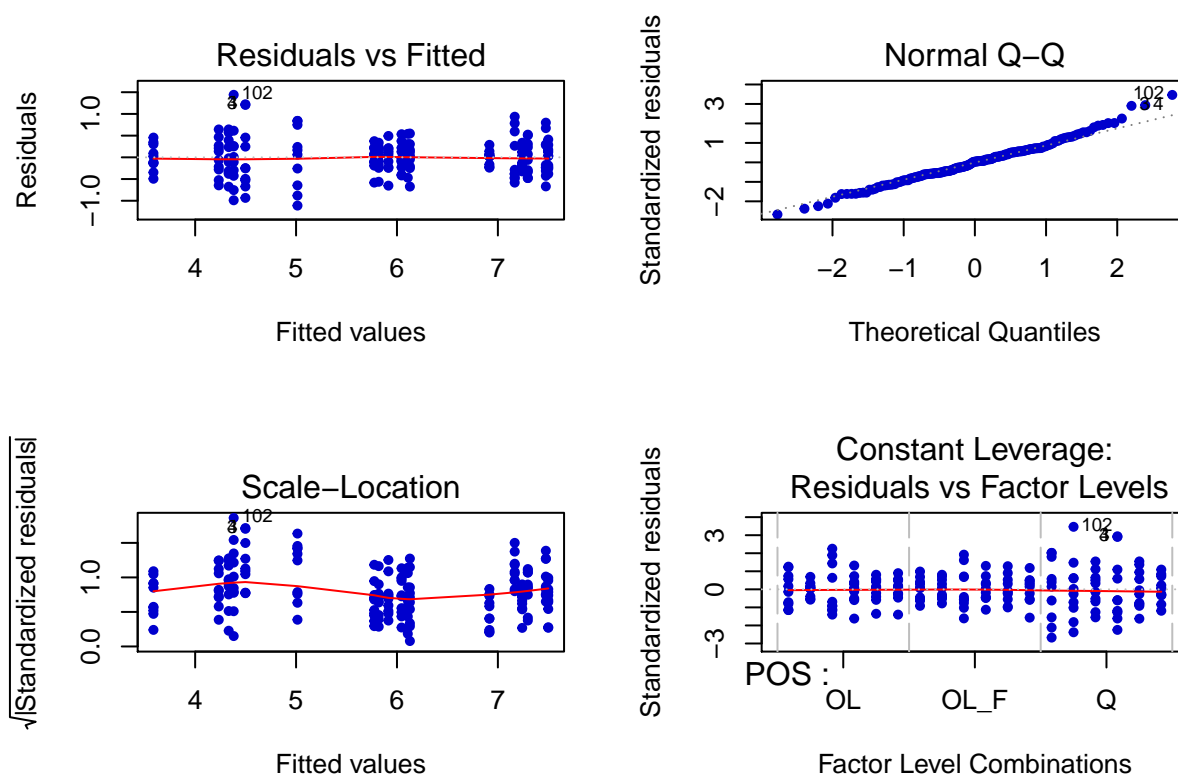 Residuals vs Fitted
Residuals
−1.0
1.0
102
4
5
6
7
Fitted values
Normal Q−Q
Standardized residuals
−2
1
3
102
4
−2
−1
0
1
2
Theoretical Quantiles
Scale−Location
√|Standardized residuals|
0.0
1.0
102
4
5
6
7
Fitted values
Constant Leverage:
Residuals vs Factor Levels
Standardized residuals
−3
0
3
102
POS :
OL
OL_F
Q
Factor Level Combinations